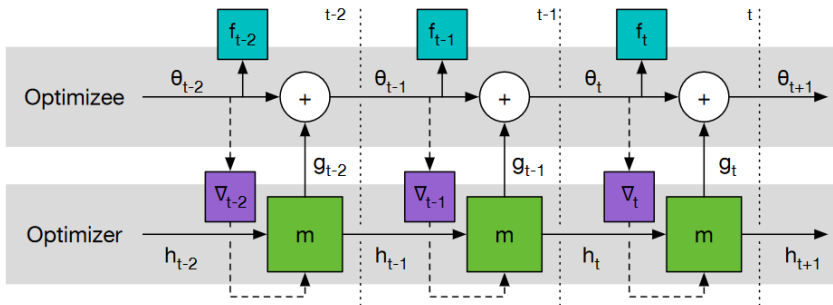 t-2 t-1 t
f_{t-2} f_{t-1} f_t
Optimizee θ_{t-2} + θ_{t-1} + θ_t + θ_{t+1}
g_{t-2} g_{t-1} g_t
∇_{t-2} ∇_{t-1} ∇_t
Optimizer m m m
h_{t-2} h_{t-1} h_t h_{t+1}